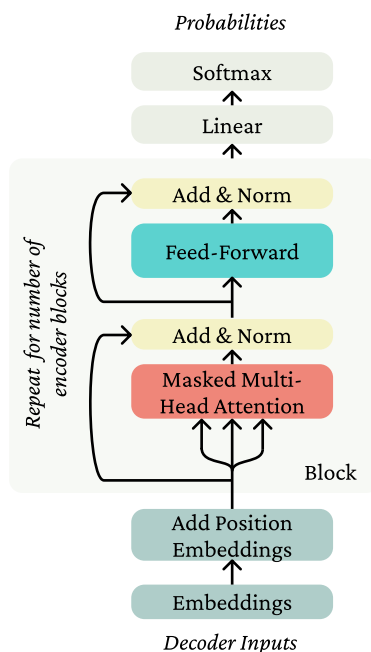 Probabilities
Softmax
Linear
Add & Norm
Feed-Forward
Repeat for number of
encoder blocks
Add & Norm
Masked Multi-
Head Attention
Block
Add Position
Embeddings
Embeddings
Decoder Inputs